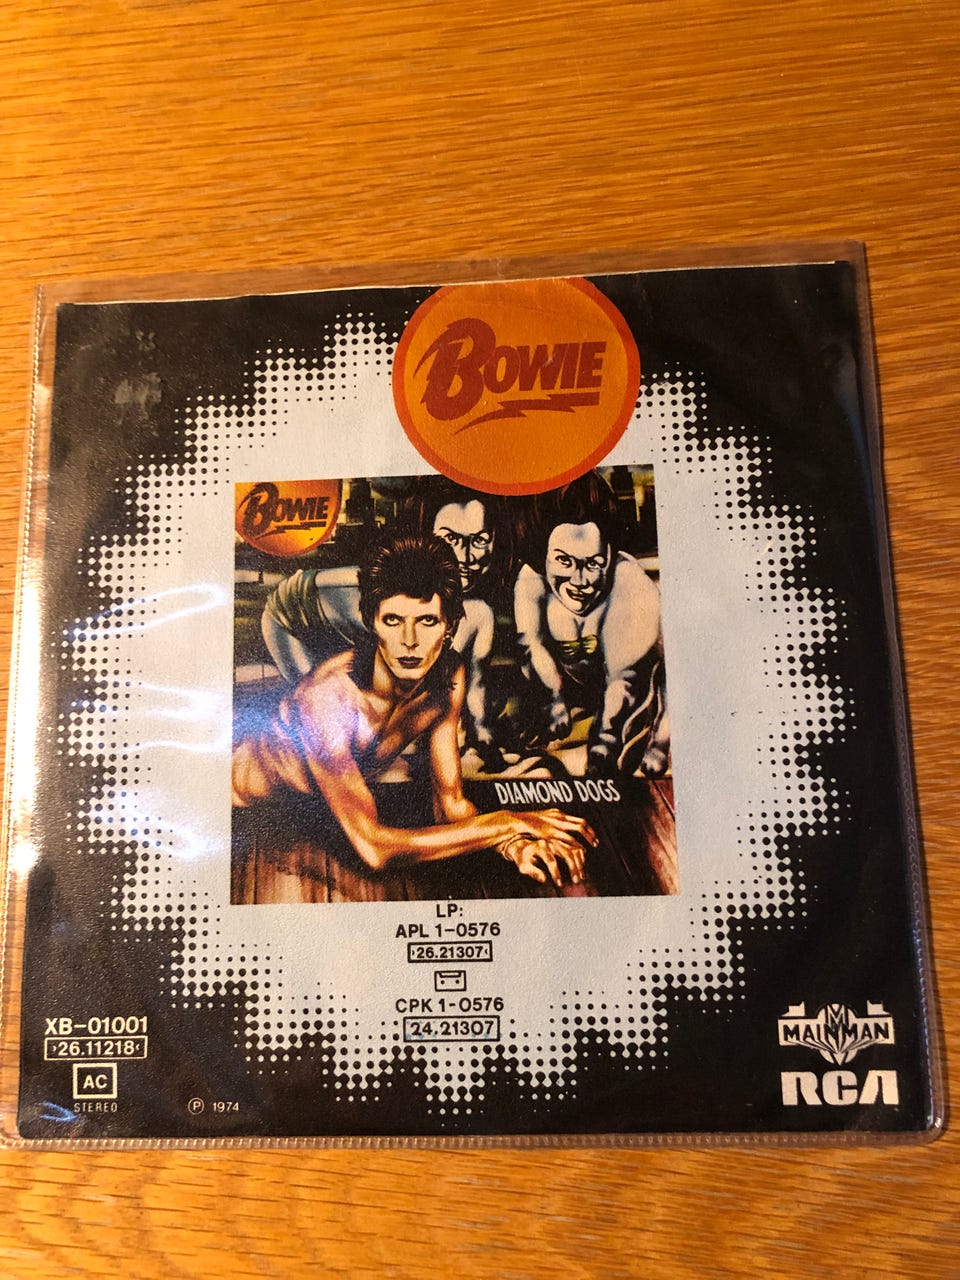 BOWIE
BOWIE
DIAMOND DOGS
LP:
APL 1-0576
›26.21307‹
CPK 1-0576
24.21307
XB-01001
›26.11218‹
AC
STEREO
Ⓟ 1974
M
MAINMAN
RCA